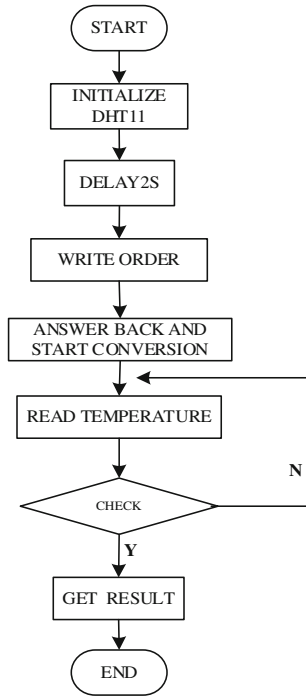 START
INITIALIZE
DHT11
DELAY2S
WRITE ORDER
ANSWER BACK AND
START CONVERSION
READ TEMPERATURE
N
CHECK
Y
GET RESULT
END